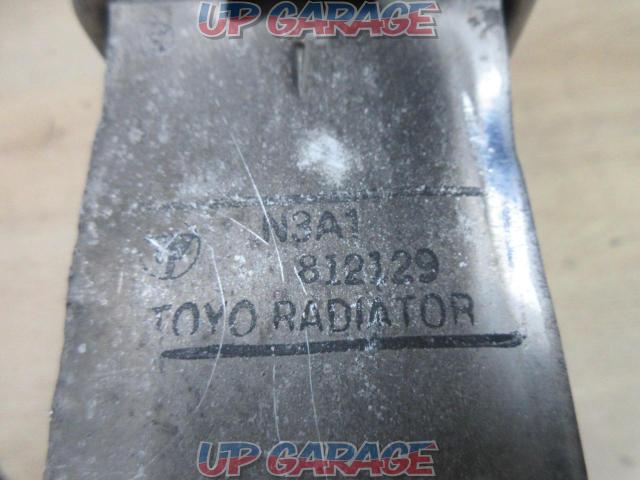 UP GARAGE
N3A1
812129
TOYO RADIATOR
UP GARAGE